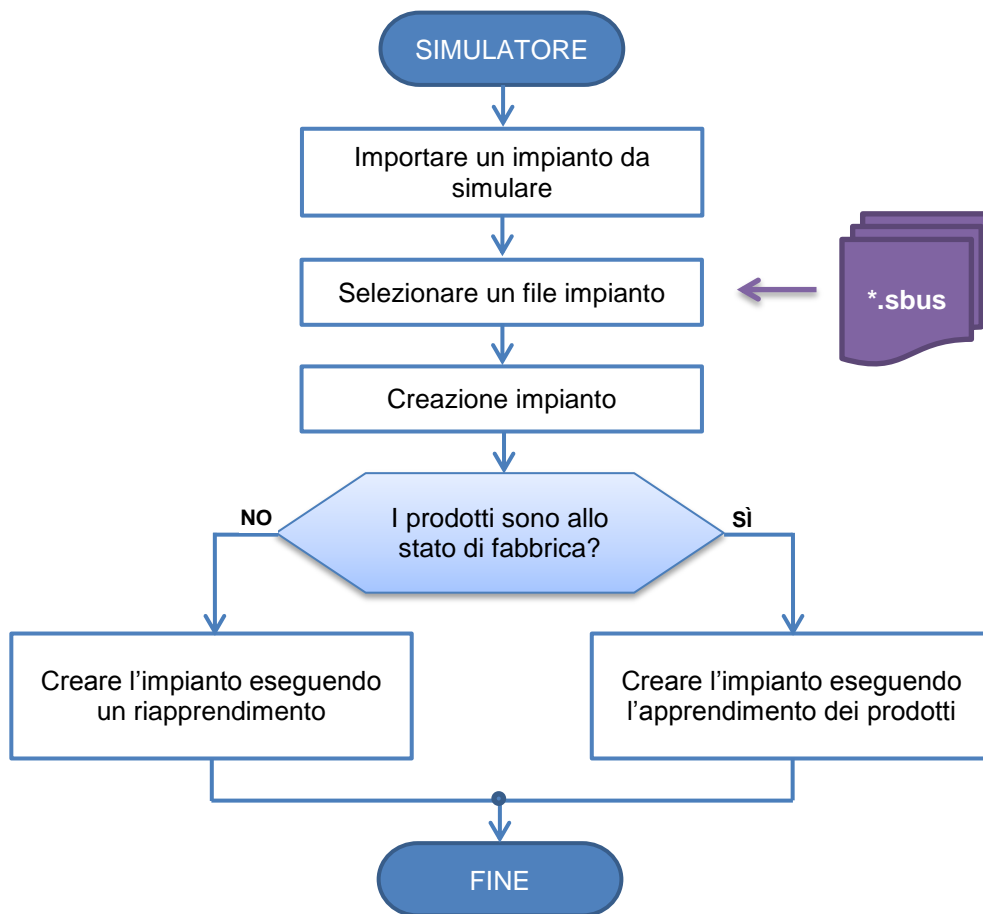 SIMULATORE
Importare un impianto da
simulare
Selezionare un file impianto
*.sbus
Creazione impianto
I prodotti sono allo
stato di fabbrica?
NO
SÌ
Creare l'impianto eseguendo
un riapprendimento
Creare l'impianto eseguendo
l'apprendimento dei prodotti
FINE